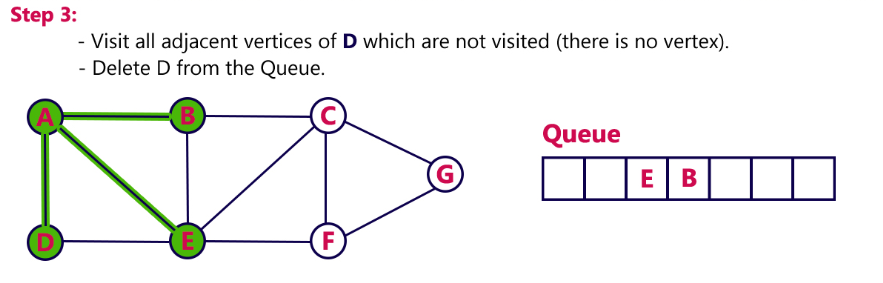 Step 3:
- Visit all adjacent vertices of D which are not visited (there is no vertex).
- Delete D from the Queue.
A B C
Queue
G
E B
D E F